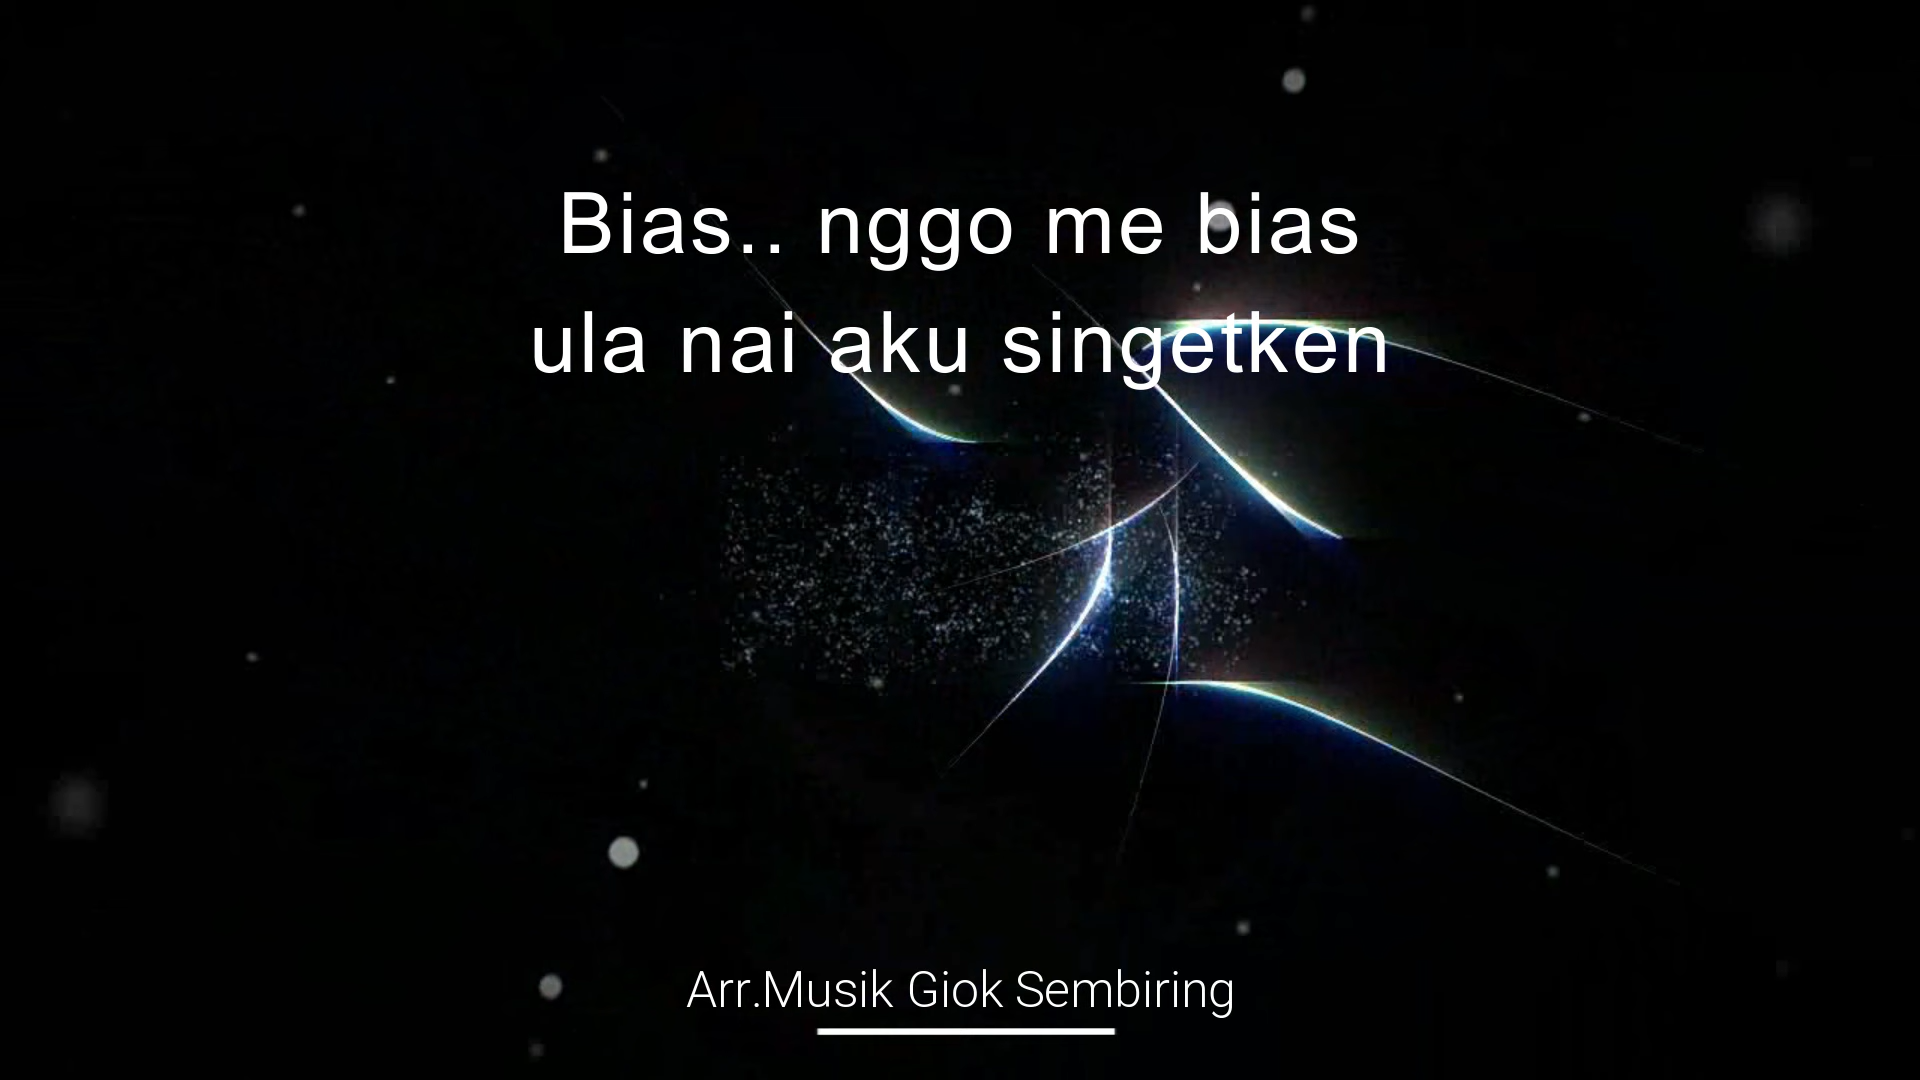 Bias.. nggo me bias
ula nai aku singetken
Arr.Musik Giok Sembiring